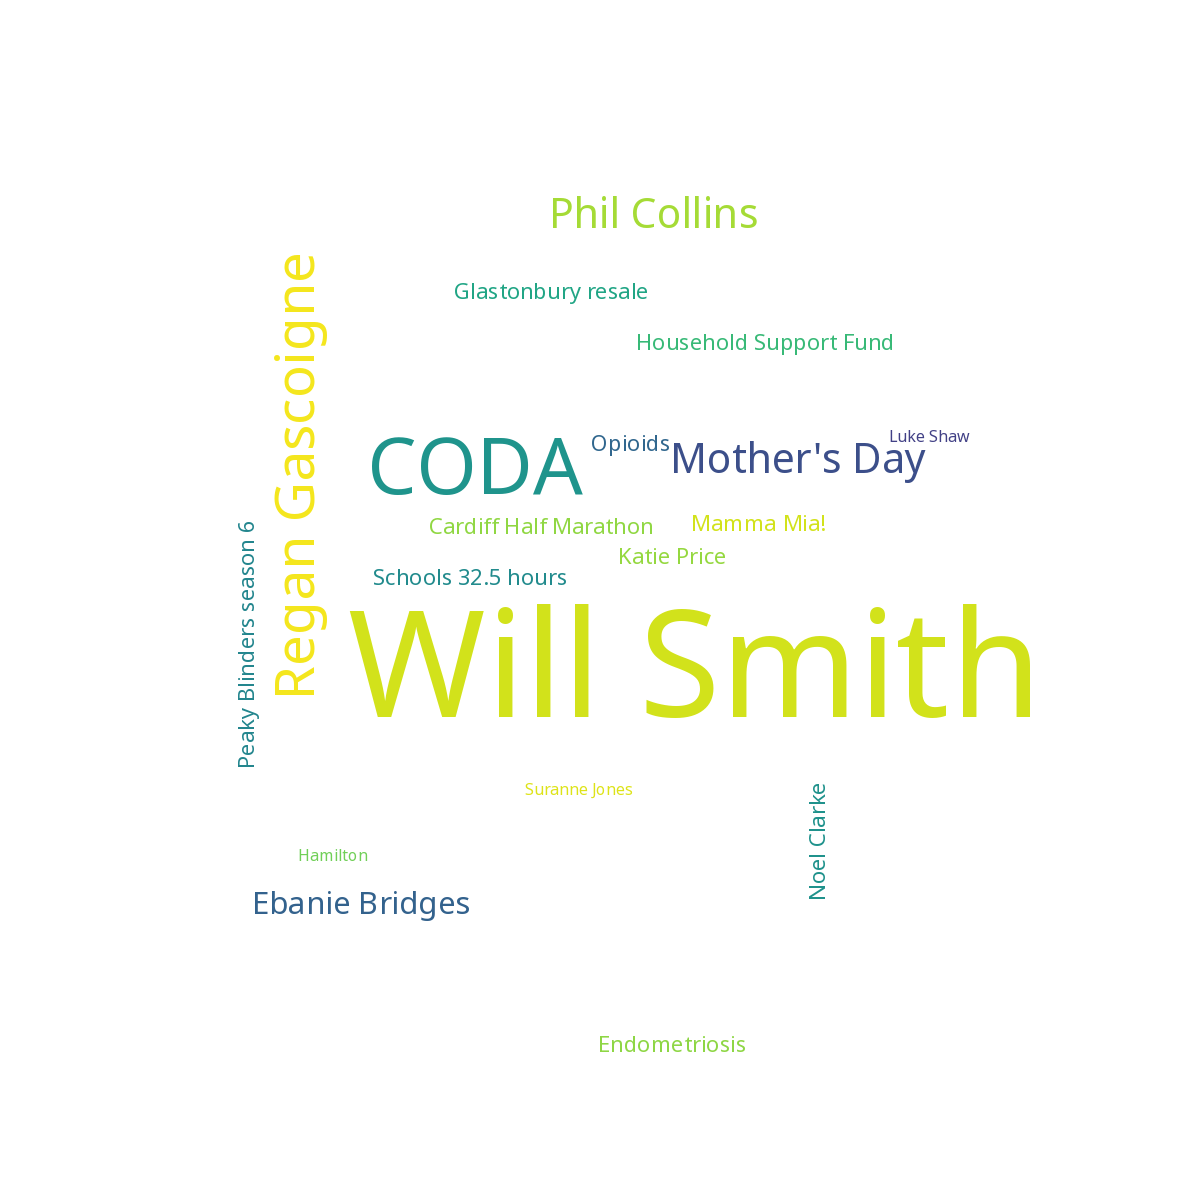 Phil Collins
Regan Gascoigne
Glastonbury resale
Household Support Fund
CODA
Opioids
Mother's Day
Luke Shaw
Cardiff Half Marathon
Mamma Mia!
Katie Price
Peaky Blinders season 6
Schools 32.5 hours
Will Smith
Suranne Jones
Noel Clarke
Hamilton
Ebanie Bridges
Endometriosis